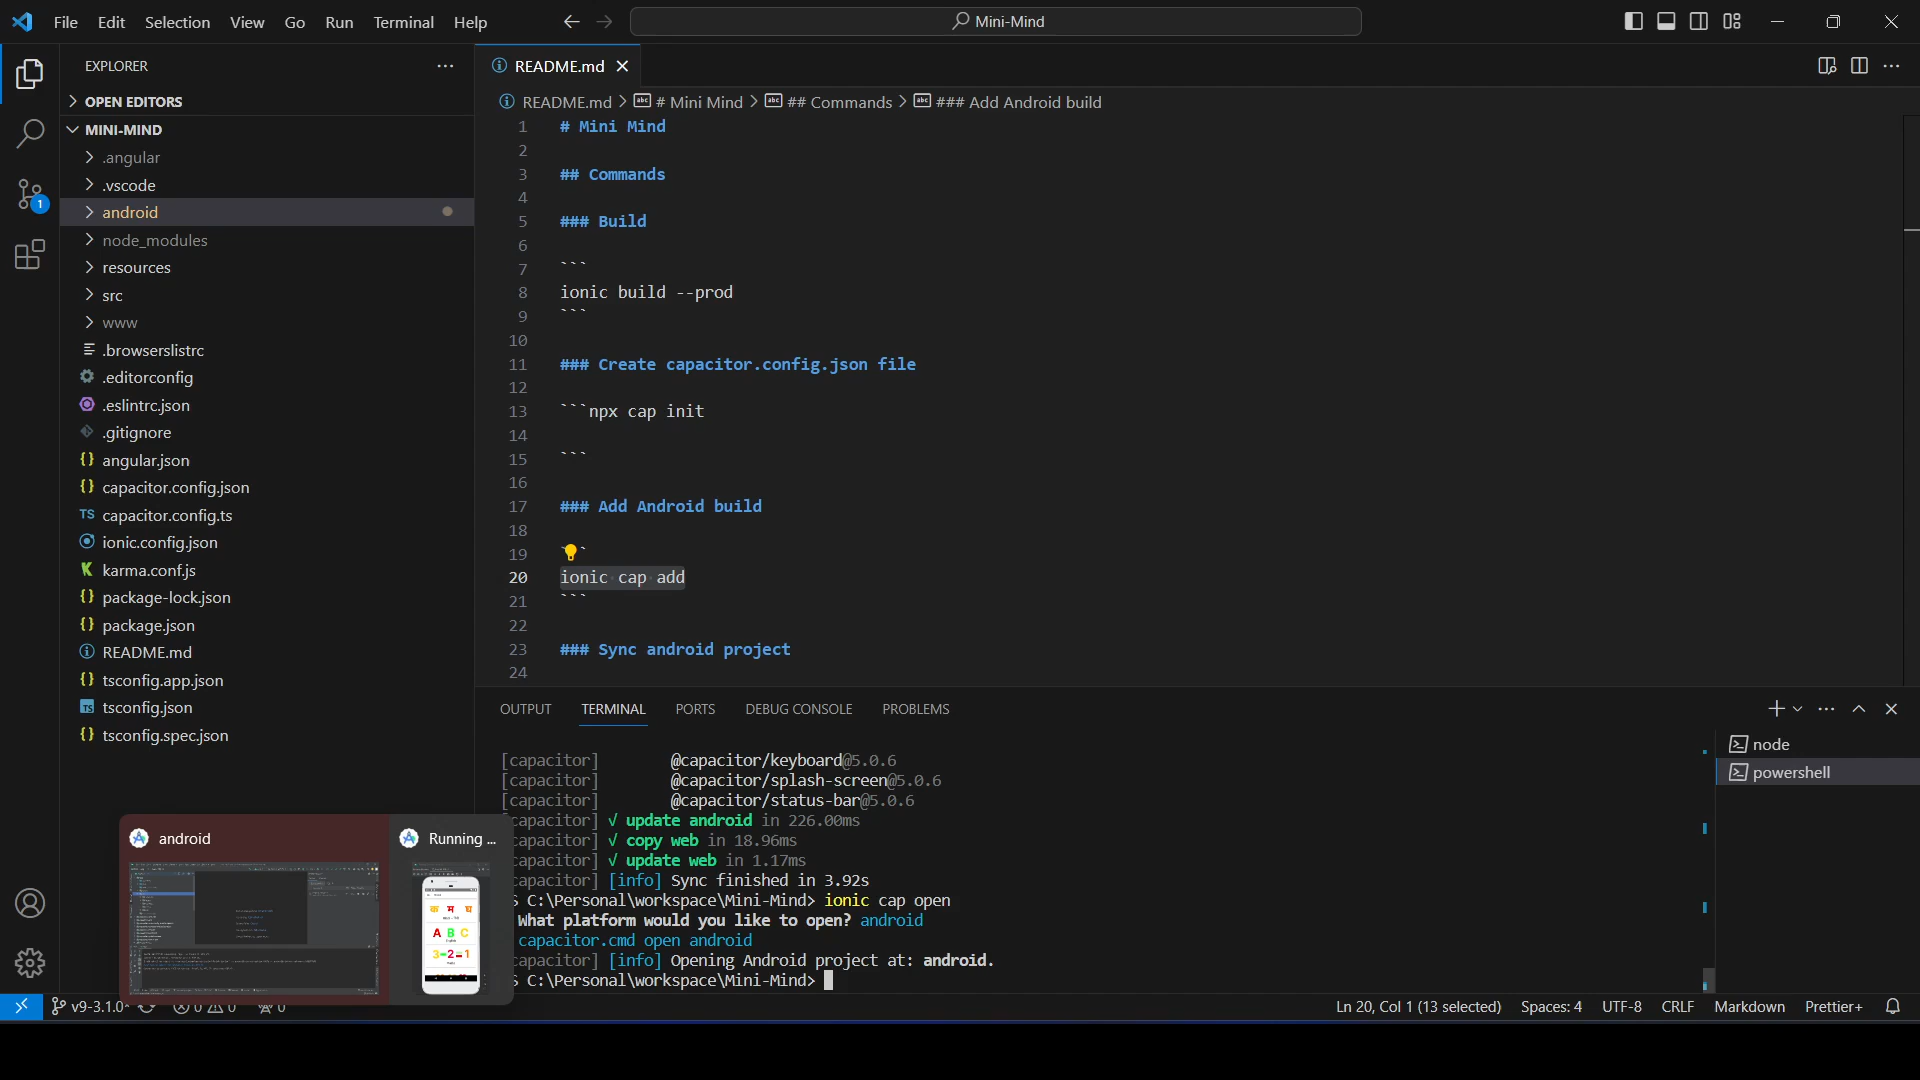 File Edit Selection View Go Run Terminal Help Mini-Mind
EXPLORER
OPEN EDITORS
MINI-MIND
.angular
.vscode
android
node_modules
resources
src
www
.browserslistrc
.editorconfig
.eslintrc.json
.gitignore
angular.json
capacitor.config.json
capacitor.config.ts
ionic.config.json
karma.conf.js
package-lock.json
package.json
README.md
tsconfig.app.json
tsconfig.json
tsconfig.spec.json
README.md
README.md > # Mini Mind > ## Commands > ### Add Android build
1 # Mini Mind
2
3 ## Commands
4
5 ### Build
6
7 ```
8 ionic build --prod
9 ```
10
11 ### Create capacitor.config.json file
12
13 ```npx cap init
14
15 ```
16
17 ### Add Android build
18
19 ```
20 ionic cap add
21 ```
22
23 ### Sync android project
24
OUTPUT TERMINAL PORTS DEBUG CONSOLE PROBLEMS
node
powershell
[capacitor] @capacitor/keyboard@5.0.6
[capacitor] @capacitor/splash-screen@5.0.6
[capacitor] @capacitor/status-bar@5.0.6
capacitor] √ update android in 226.00ms
capacitor] √ copy web in 18.96ms
capacitor] √ update web in 1.17ms
capacitor] [info] Sync finished in 3.92s
C:\Personal\workspace\Mini-Mind> ionic cap open
What platform would you like to open? android
capacitor.cmd open android
capacitor] [info] Opening Android project at: android.
C:\Personal\workspace\Mini-Mind>
android
Running ...
क म घ
A B C
3-2=1
v9-3.1.0* 0 0 0
Ln 20, Col 1 (13 selected) Spaces: 4 UTF-8 CRLF Markdown Prettier+
1